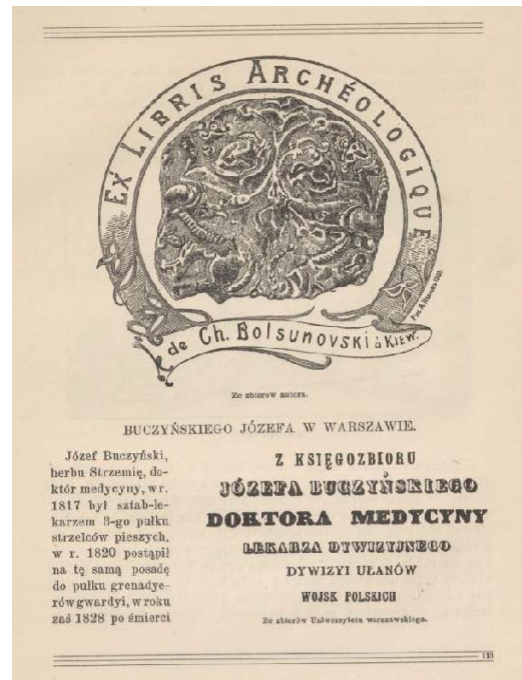 EX LIBRIS ARCHÉOLOGIQUE
de Ch. Bolsunovski à KIEW.
Ze zbiorów autora.
BUCZYŃSKIEGO JÓZEFA W WARSZAWIE.
Józef Buczyński,
herbu Strzemię, do-
któr medycyny, w r.
1817 był sztab-le-
karzem 3-go pułku
strzelców pieszych,
w r. 1820 postąpił
na tę samą posadę
do pułku grenadye-
rów gwardyi, w roku
zaś 1828 po śmierci
Z KSIĘGOZBIORU
JÓZEFA BUCZYŃSKIEGO
DOKTORA MEDYCYNY
LEKARZA DYWIZYJNEGO
DYWIZYI UŁANÓW
WOJSK POLSKICH
Ze zbiorów Uniwersytetu warszawskiego.
113